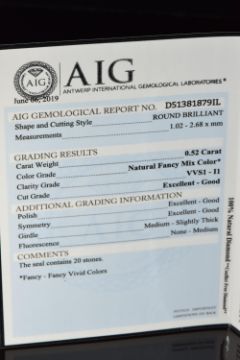 AIG
ANTWERP INTERNATIONAL GEMOLOGICAL LABORATORIES
June 06, 2019
AIG GEMOLOGICAL REPORT NO. D51381879IL
Shape and Cutting Style ROUND BRILLIANT
Measurements 1.02 - 2.68 x mm
GRADING RESULTS
Carat Weight 0.52 Carat
Color Grade Natural Fancy Mix Color*
Clarity Grade VVS1 - I1
Cut Grade Excellent - Good
ADDITIONAL GRADING INFORMATION
Polish Excellent - Good
Symmetry Excellent - Good
Girdle Medium - Slightly Thick
Fluorescence None - Medium
COMMENTS
The seal contains 20 stones.
*Fancy - Fancy Vivid Colors
100% Natural Diamond